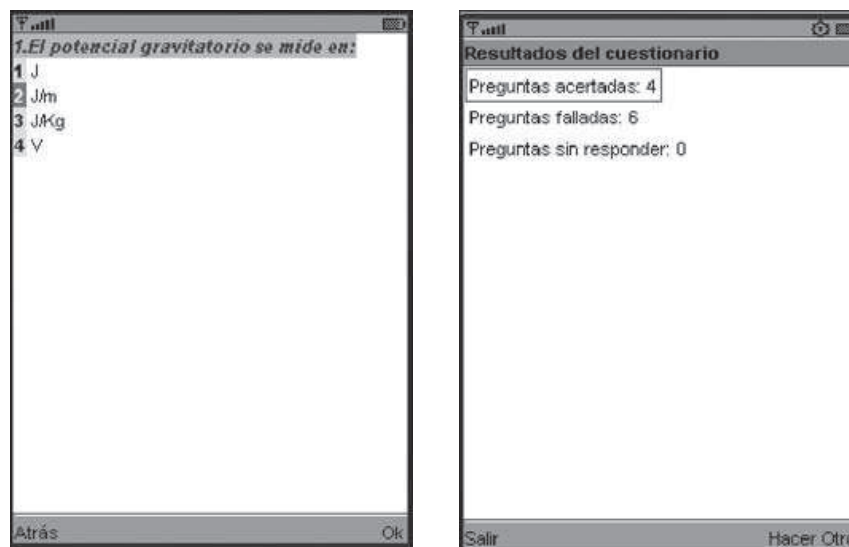 1.El potencial gravitatorio se mide en:
1 J
2 J/m
3 J/Kg
4 V
Atrás
Ok
Resultados del cuestionario
Preguntas acertadas: 4
Preguntas falladas: 6
Preguntas sin responder: 0
Salir
Hacer Otro